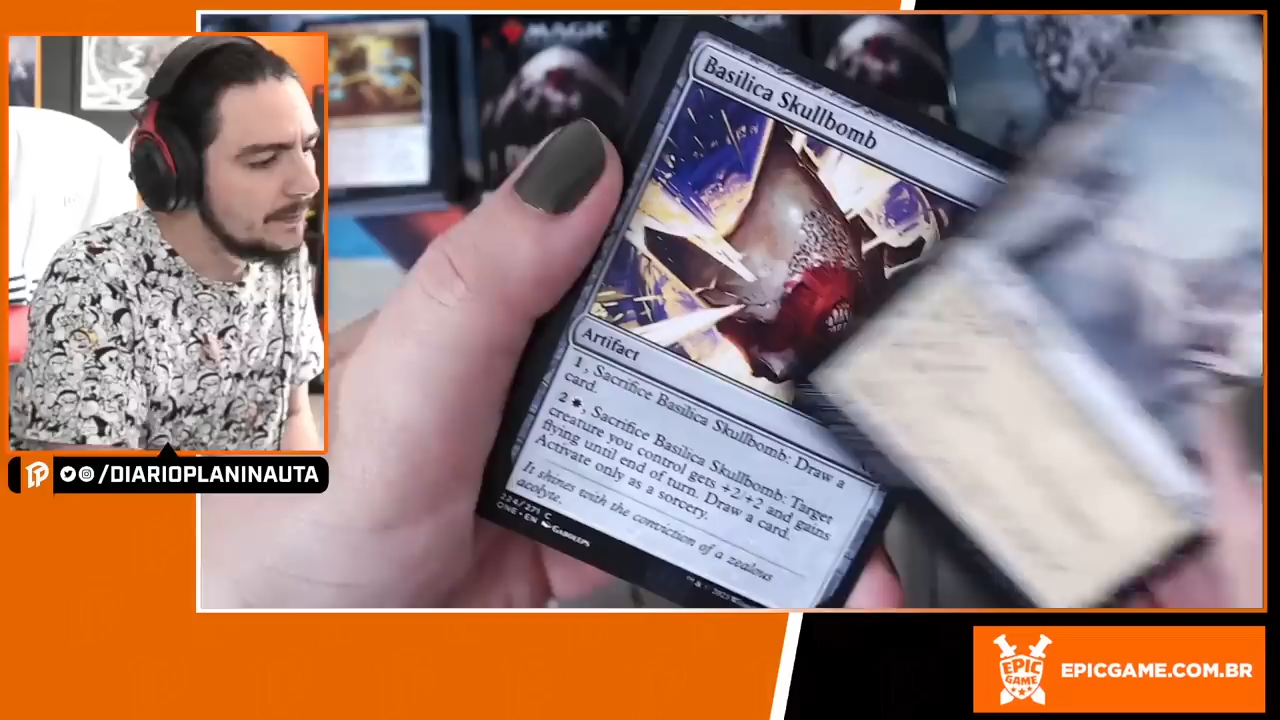 MAGIC
Basilica Skullbomb
Artifact
1, Sacrifice Basilica Skullbomb: Draw a
card.
2, Sacrifice Basilica Skullbomb: Target
creature you control gets +2/+2 and gains
flying until end of turn. Draw a card.
Activate only as a sorcery.
It shines with the conviction of a zealous
acolyte.
224/271 C
ONE • EN
/DIARIOPLANINAUTA
EPIC
GAME
EPICGAME.COM.BR